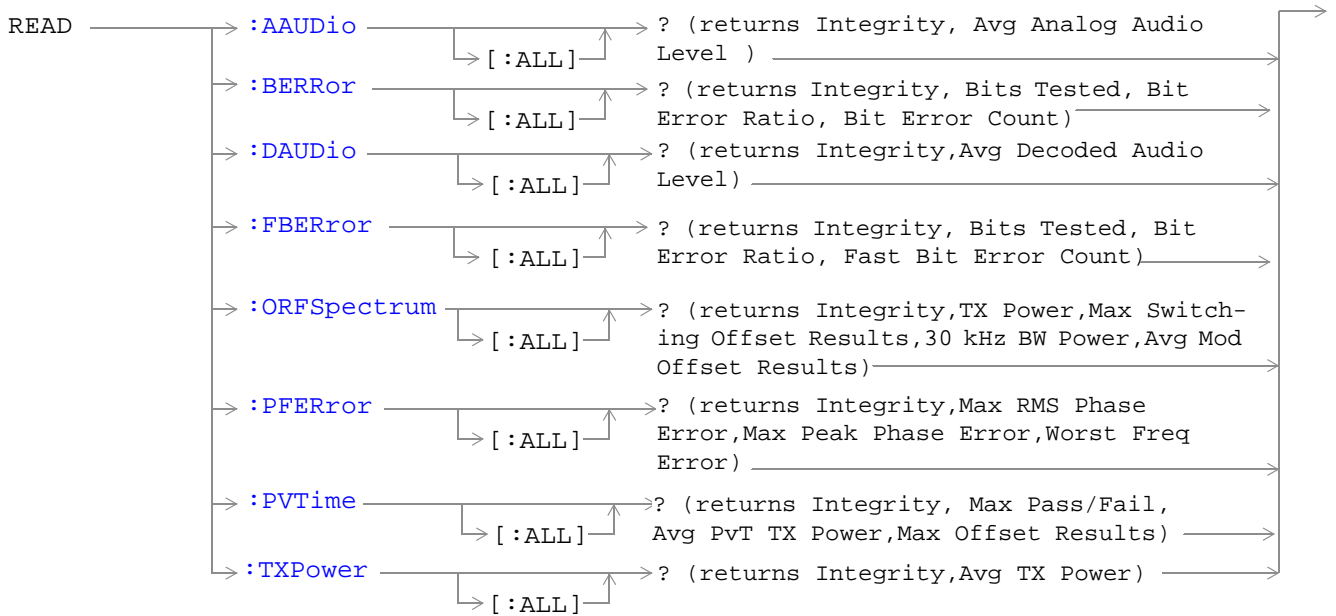 READ :AAUDio ? (returns Integrity, Avg Analog Audio
[:ALL] Level )
:BERRor ? (returns Integrity, Bits Tested, Bit
[:ALL] Error Ratio, Bit Error Count)
:DAUDio ? (returns Integrity,Avg Decoded Audio
[:ALL] Level)
:FBERror ? (returns Integrity, Bits Tested, Bit
[:ALL] Error Ratio, Fast Bit Error Count)
:ORFSpectrum ? (returns Integrity,TX Power,Max Switch-
[:ALL] ing Offset Results,30 kHz BW Power,Avg Mod
Offset Results)
:PFERror ? (returns Integrity,Max RMS Phase
[:ALL] Error,Max Peak Phase Error,Worst Freq
Error)
:PVTime ? (returns Integrity, Max Pass/Fail,
[:ALL] Avg PvT TX Power,Max Offset Results)
:TXPower ? (returns Integrity,Avg TX Power)
[:ALL]